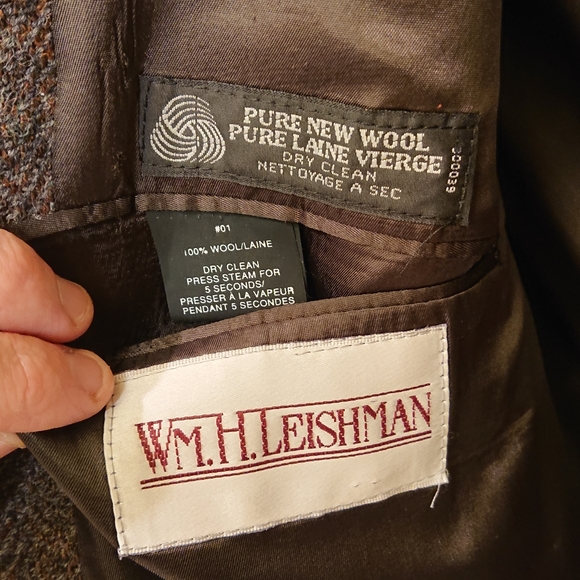 PURE NEW WOOL
PURE LAINE VIERGE
DRY CLEAN
NETTOYAGE A SEC
200039
#01
100% WOOL/LAINE
DRY CLEAN
PRESS STEAM FOR
5 SECONDS/
PRESSER À LA VAPEUR
PENDANT 5 SECONDES
WM.H.LEISHMAN